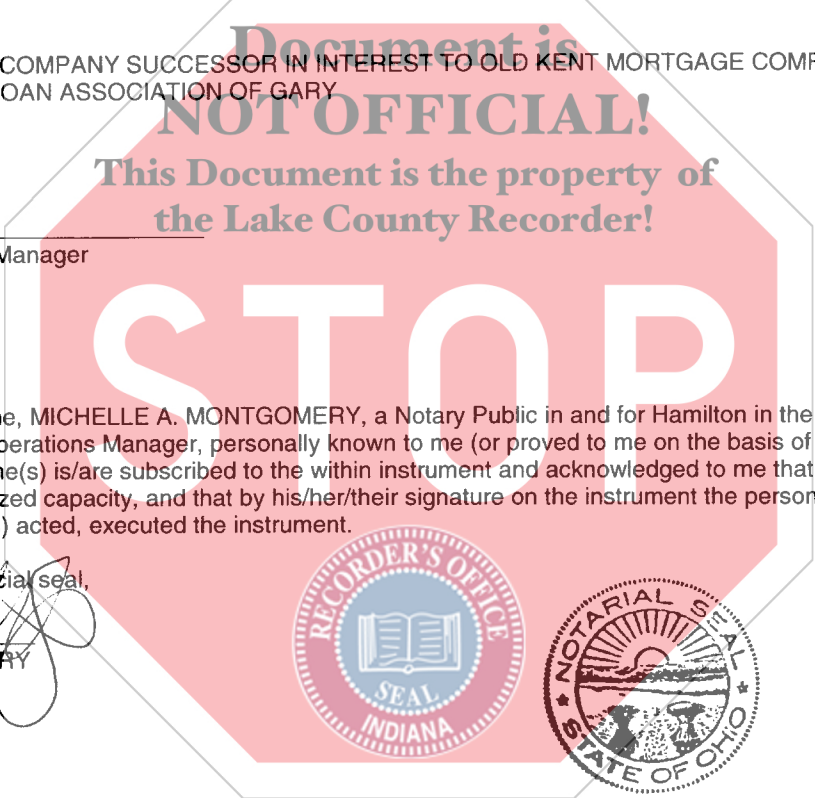 Document is
COMPANY SUCCESSOR IN INTEREST TO OLD KENT MORTGAGE COMP
OAN ASSOCIATION OF GARY
NOT OFFICIAL!
This Document is the property of
the Lake County Recorder!
Manager
STOP
e, MICHELLE A. MONTGOMERY, a Notary Public in and for Hamilton in the
perations Manager, personally known to me (or proved to me on the basis of
ne(s) is/are subscribed to the within instrument and acknowledged to me that
zed capacity, and that by his/her/their signature on the instrument the person
) acted, executed the instrument.
cial seal,
RY
RECORDER'S OFFICE
SEAL
INDIANA
NOTARIAL SEAL
STATE OF OHIO